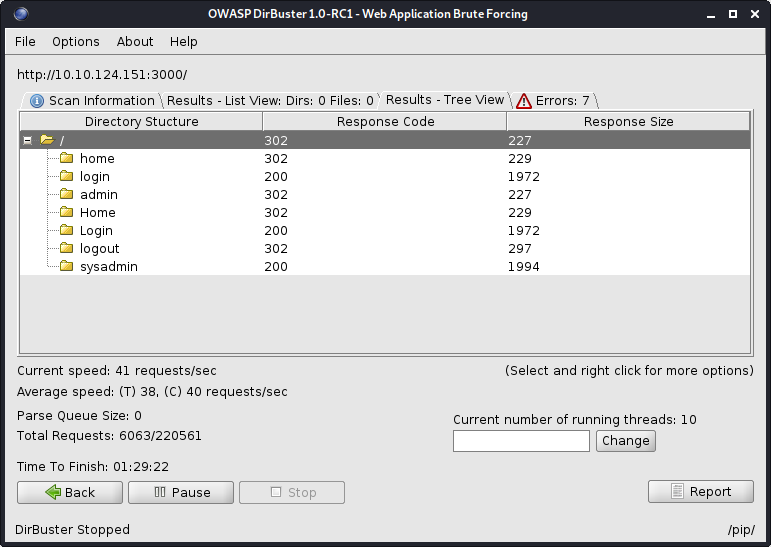 OWASP DirBuster 1.0-RC1 - Web Application Brute Forcing
File Options About Help
http://10.10.124.151:3000/
Scan Information Results - List View: Dirs: 0 Files: 0 Results - Tree View Errors: 7
Directory Stucture Response Code Response Size
/ 302 227
home 302 229
login 200 1972
admin 302 227
Home 302 229
Login 200 1972
logout 302 297
sysadmin 200 1994
Current speed: 41 requests/sec (Select and right click for more options)
Average speed: (T) 38, (C) 40 requests/sec
Parse Queue Size: 0 Current number of running threads: 10
Total Requests: 6063/220561 Change
Time To Finish: 01:29:22
Back Pause Stop Report
DirBuster Stopped /pip/